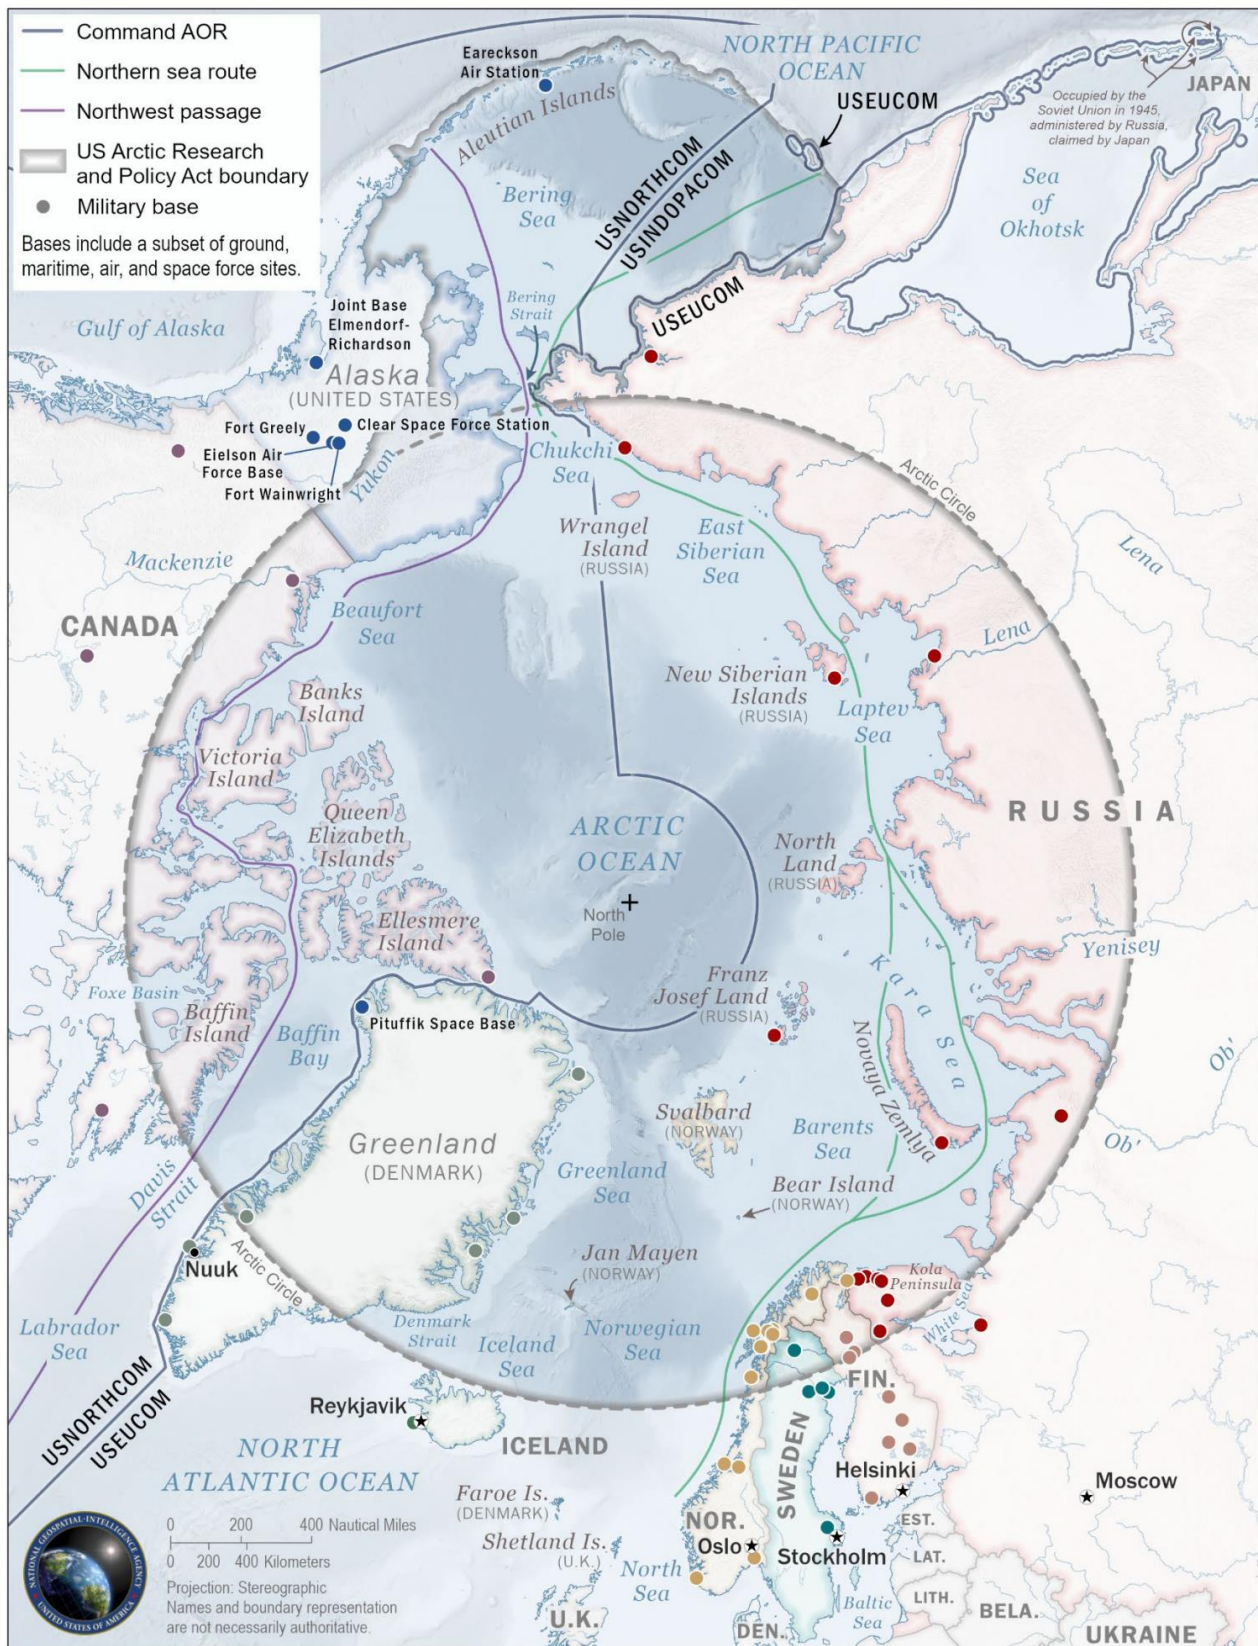 Command AOR
Northern sea route
Northwest passage
US Arctic Research
and Policy Act boundary
Military base
Bases include a subset of ground,
maritime, air, and space force sites.
Eareckson
Air Station
Aleutian Islands
NORTH PACIFIC
OCEAN
USEUCOM
JAPAN
Occupied by the
Soviet Union in 1945,
administered by Russia,
claimed by Japan
Sea
of
Okhotsk
Bering
Sea
USNORTHCOM
USINDOPACOM
USEUCOM
Bering
Strait
Gulf of Alaska
Joint Base
Elmendorf-
Richardson
Alaska
(UNITED STATES)
Fort Greely
Clear Space Force Station
Eielson Air
Force Base
Fort Wainwright
Yukon
Chukchi
Sea
Arctic Circle
Wrangel
Island
(RUSSIA)
East
Siberian
Sea
Lena
Lena
Mackenzie
Beaufort
Sea
CANADA
Banks
Island
New Siberian
Islands
(RUSSIA)
Laptev
Sea
Victoria
Island
Queen
Elizabeth
Islands
ARCTIC
OCEAN
RUSSIA
North
Land
(RUSSIA)
North
Pole
Ellesmere
Island
Yenisey
Kara Sea
Franz
Josef Land
(RUSSIA)
Foxe Basin
Baffin
Island
Baffin
Bay
Pituffik Space Base
Novaya Zemlya
Ob'
Ob'
Svalbard
(NORWAY)
Barents
Sea
Greenland
(DENMARK)
Greenland
Sea
Bear Island
(NORWAY)
Davis
Strait
Nuuk
Arctic Circle
Jan Mayen
(NORWAY)
Kola
Peninsula
White Sea
Labrador
Sea
Denmark
Strait
Iceland
Sea
Norwegian
Sea
USNORTHCOM
USEUCOM
FIN.
Reykjavik
ICELAND
NORTH
ATLANTIC OCEAN
SWEDEN
Helsinki
Moscow
Faroe Is.
(DENMARK)
Shetland Is.
(U.K.)
NOR.
Oslo
Stockholm
EST.
LAT.
LITH.
BELA.
UKRAINE
North
Sea
Baltic
Sea
U.K.
DEN.
NATIONAL GEOSPATIAL-INTELLIGENCE AGENCY
UNITED STATES OF AMERICA
0 200 400 Nautical Miles
0 200 400 Kilometers
Projection: Stereographic
Names and boundary representation
are not necessarily authoritative.